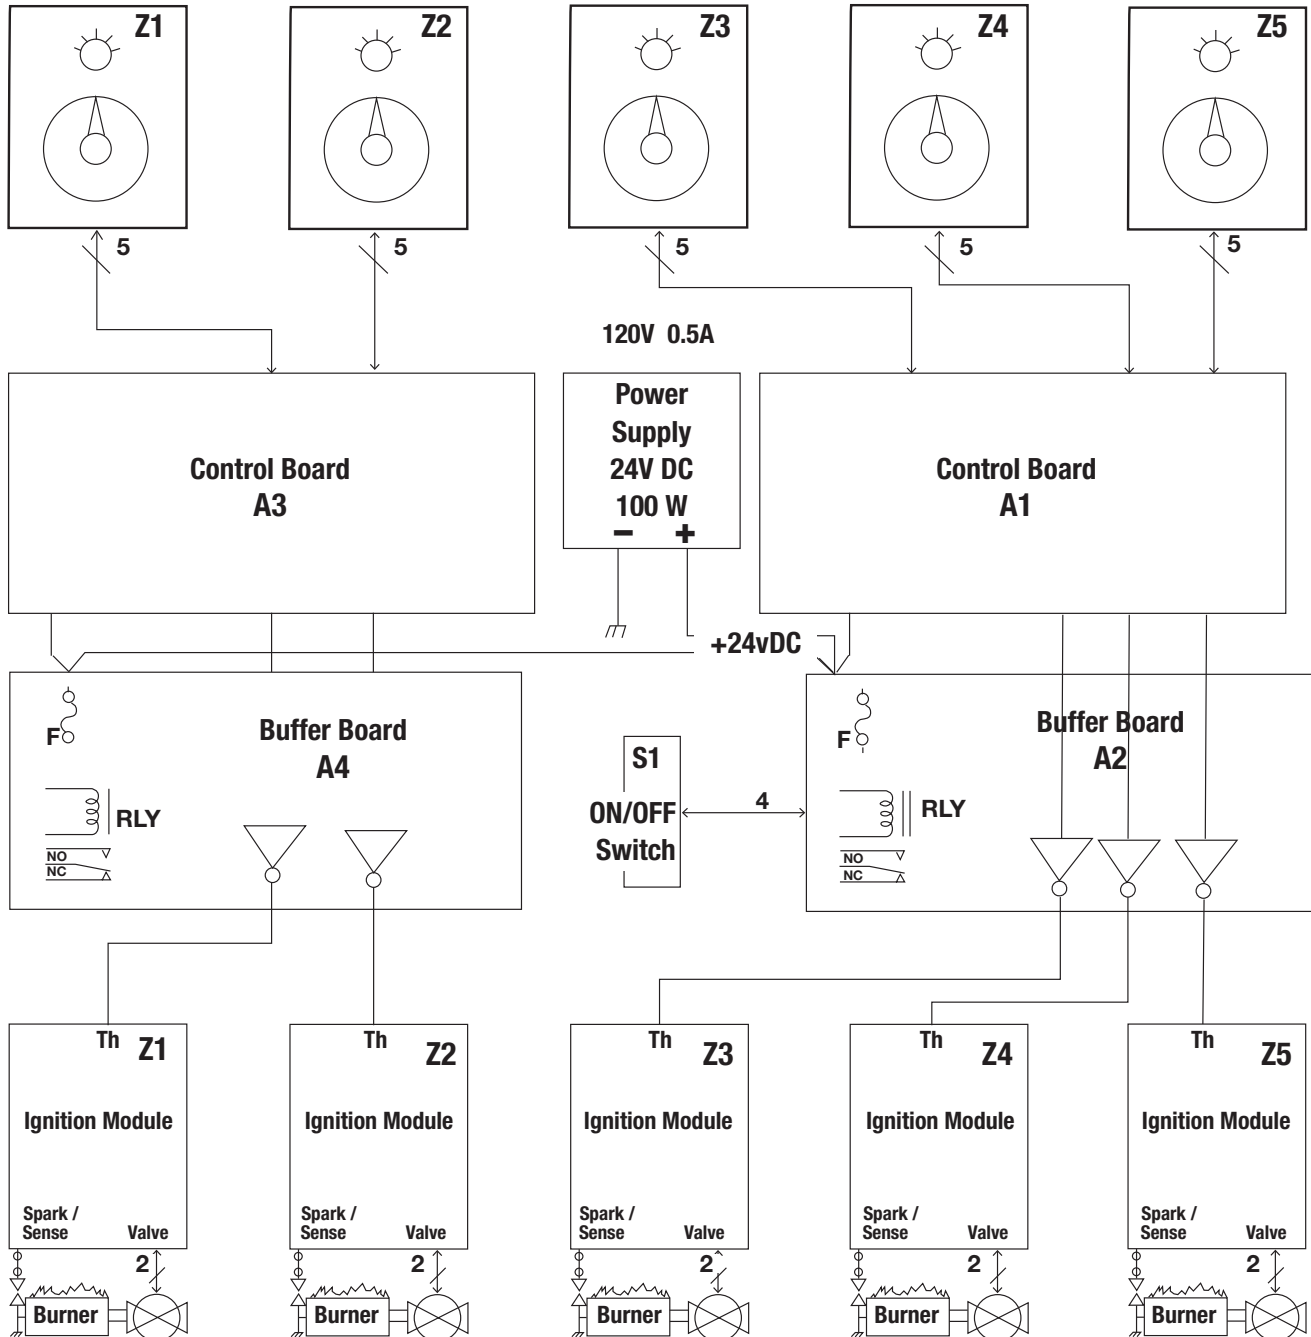 Z1 Z2 Z3 Z4 Z5
5 5 5 5 5
120V 0.5A
Power
Supply
24V DC
100 W
− +
Control Board
A3
Control Board
A1
+24vDC
F
Buffer Board
A4
RLY
NO
NC
S1
ON/OFF
Switch
4
F
Buffer Board
A2
RLY
NO
NC
Th Z1
Ignition Module
Spark /
Sense Valve
2
Burner
Th Z2
Ignition Module
Spark /
Sense Valve
2
Burner
Th Z3
Ignition Module
Spark /
Sense Valve
2
Burner
Th Z4
Ignition Module
Spark /
Sense Valve
2
Burner
Th Z5
Ignition Module
Spark /
Sense Valve
2
Burner